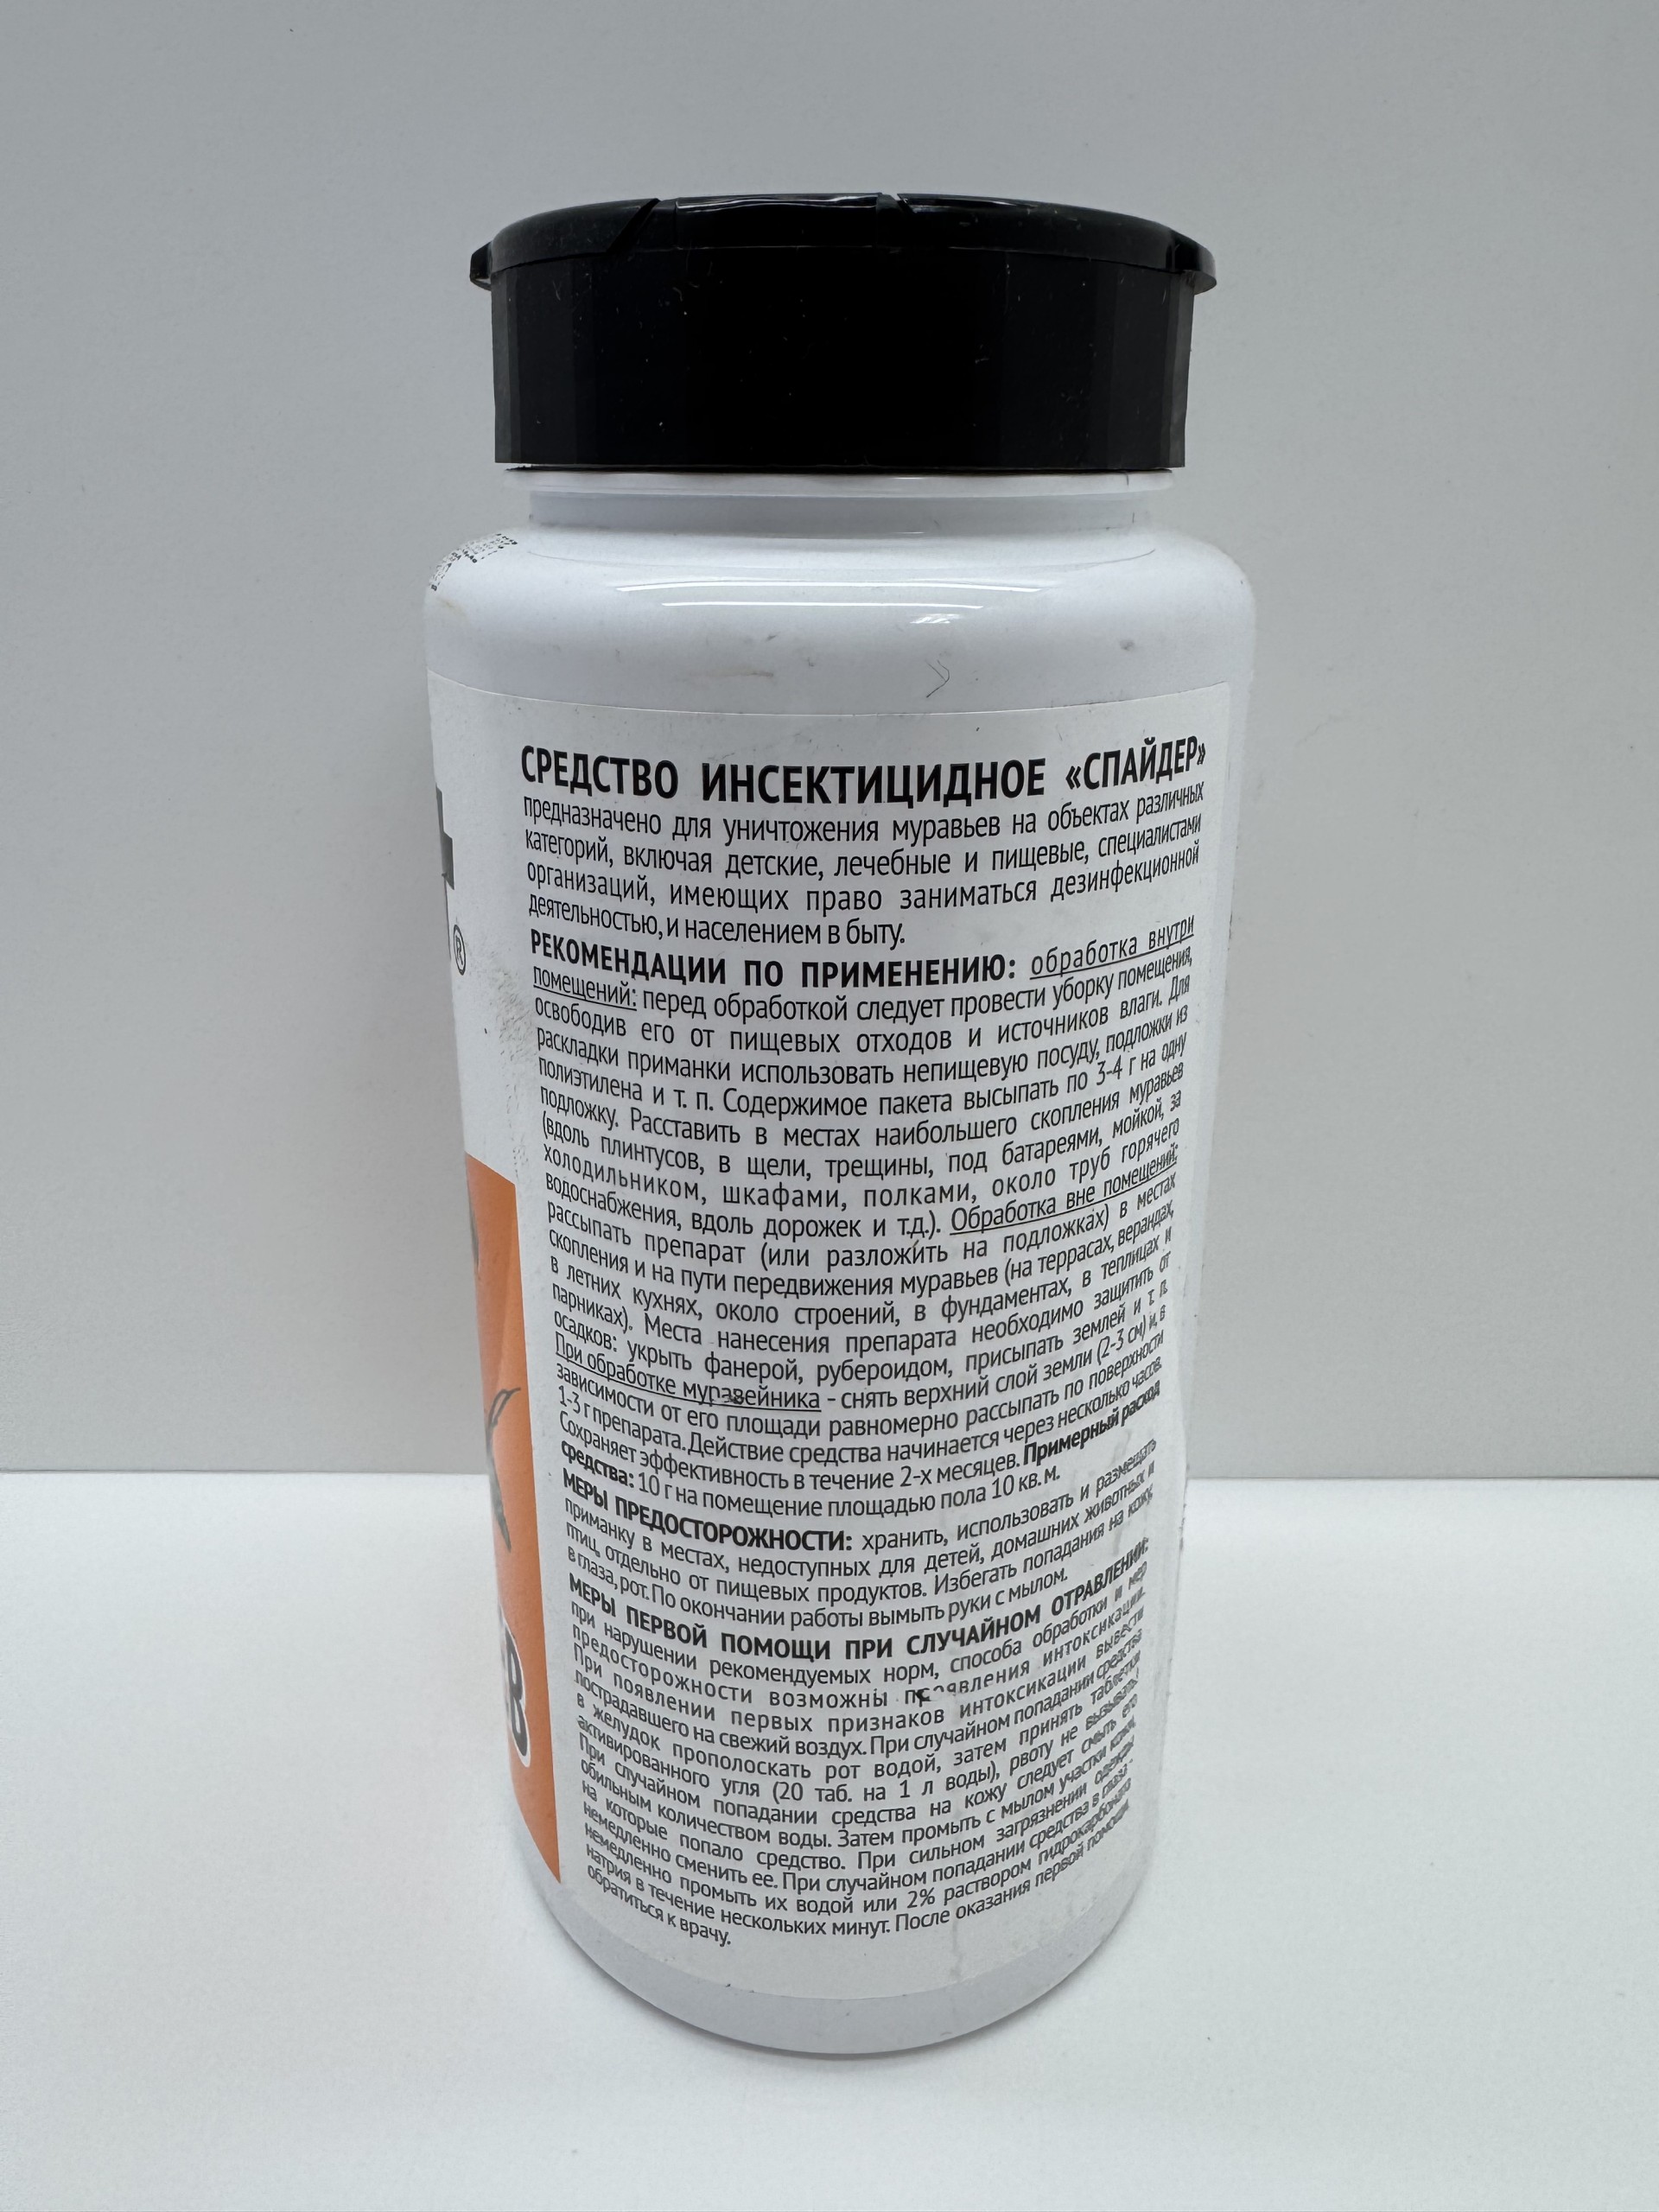 СРЕДСТВО ИНСЕКТИЦИДНОЕ «СПАЙДЕР»
предназначено для уничтожения муравьев на объектах различных
категорий, включая детские, лечебные и пищевые, специалистами
организаций, имеющих право заниматься дезинфекционной
деятельностью, и населением в быту.
РЕКОМЕНДАЦИИ ПО ПРИМЕНЕНИЮ: обработка внутри
помещений: перед обработкой следует провести уборку помещения,
освободив его от пищевых отходов и источников влаги. Для
раскладки приманки использовать непищевую посуду, подложки из
полиэтилена и т. п. Содержимое пакета высыпать по 3-4 г на одну
подложку. Расставить в местах наибольшего скопления муравьев
(вдоль плинтусов, в щели, трещины, под батареями, мойкой, за
холодильником, шкафами, полками, около труб горячего
водоснабжения, вдоль дорожек и т.д.). Обработка вне помещений:
рассыпать препарат (или разложить на подложках) в местах
скопления и на пути передвижения муравьев (на террасах, верандах,
в летних кухнях, около строений, в фундаментах, в теплицах и
парниках). Места нанесения препарата необходимо защитить от
осадков: укрыть фанерой, рубероидом, присыпать землей и т. п.
При обработке муравейника - снять верхний слой земли (2-3 см) и, в
зависимости от его площади равномерно рассыпать по поверхности
1-3 г препарата. Действие средства начинается через несколько часов.
Сохраняет эффективность в течение 2-х месяцев. Примерный расход
средства: 10 г на помещение площадью пола 10 кв. м.
МЕРЫ ПРЕДОСТОРОЖНОСТИ: хранить, использовать и размещать
приманку в местах, недоступных для детей, домашних животных и
птиц, отдельно от пищевых продуктов. Избегать попадания на кожу,
в глаза, рот. По окончании работы вымыть руки с мылом.
МЕРЫ ПЕРВОЙ ПОМОЩИ ПРИ СЛУЧАЙНОМ ОТРАВЛЕНИИ:
при нарушении рекомендуемых норм, способа обработки и мер
предосторожности возможны проявления интоксикации.
При появлении первых признаков интоксикации вывести
пострадавшего на свежий воздух. При случайном попадании средства
в желудок прополоскать рот водой, затем принять таблетки
активированного угля (20 таб. на 1 л воды), рвоту не вызывать!
При случайном попадании средства на кожу следует смыть его
обильным количеством воды. Затем промыть с мылом участки кожи,
на которые попало средство. При сильном загрязнении одежды
немедленно сменить ее. При случайном попадании средства в глаза -
немедленно промыть их водой или 2% раствором гидрокарбоната
натрия в течение нескольких минут. После оказания первой помощи
обратиться к врачу.
®
В